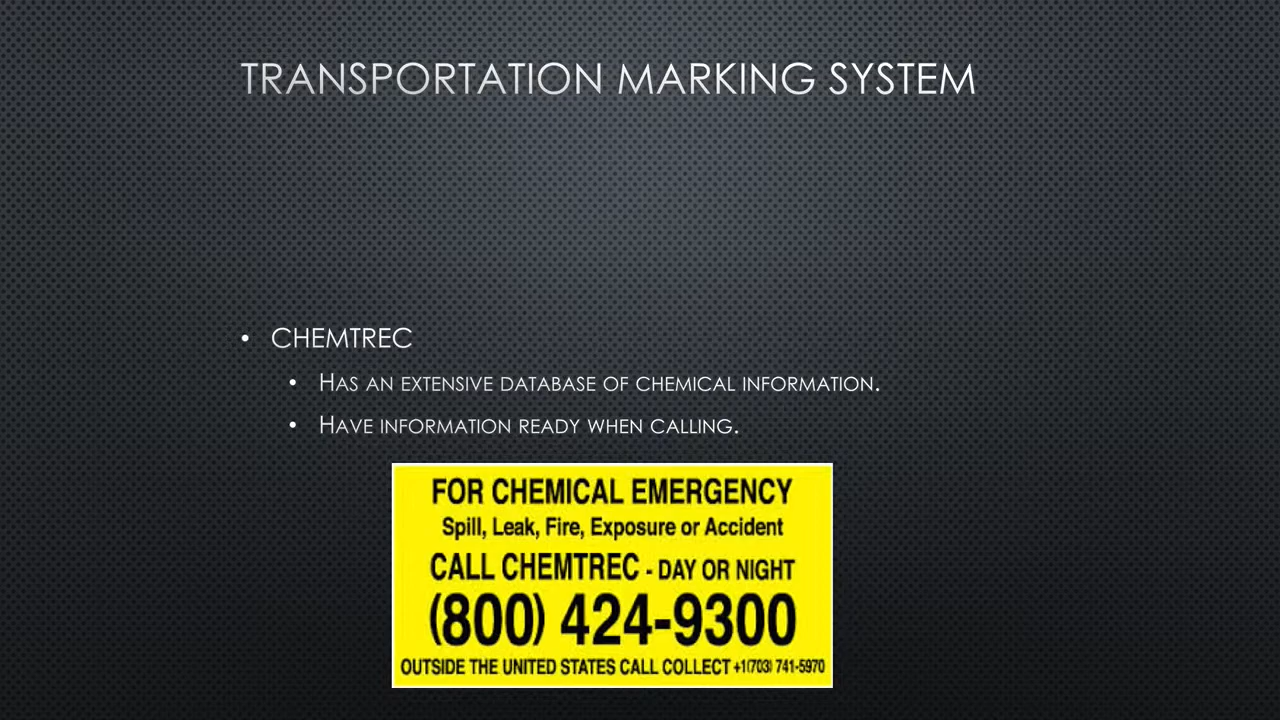 TRANSPORTATION MARKING SYSTEM
• CHEMTREC
• HAS AN EXTENSIVE DATABASE OF CHEMICAL INFORMATION.
• HAVE INFORMATION READY WHEN CALLING.
FOR CHEMICAL EMERGENCY
Spill, Leak, Fire, Exposure or Accident
CALL CHEMTREC - DAY OR NIGHT
(800) 424-9300
OUTSIDE THE UNITED STATES CALL COLLECT +1(703) 741-5970